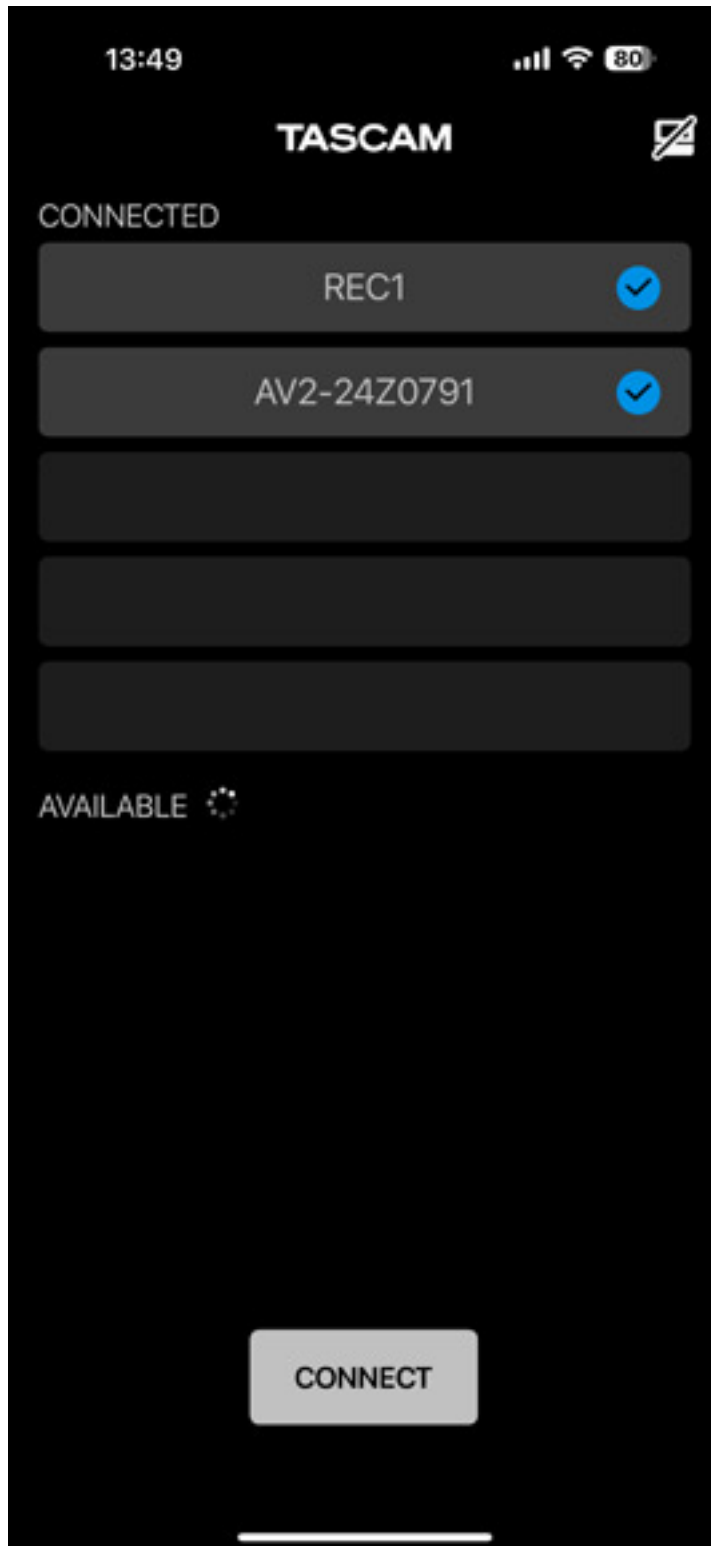 13:49 80
TASCAM
CONNECTED
REC1
AV2-24Z0791
AVAILABLE
CONNECT